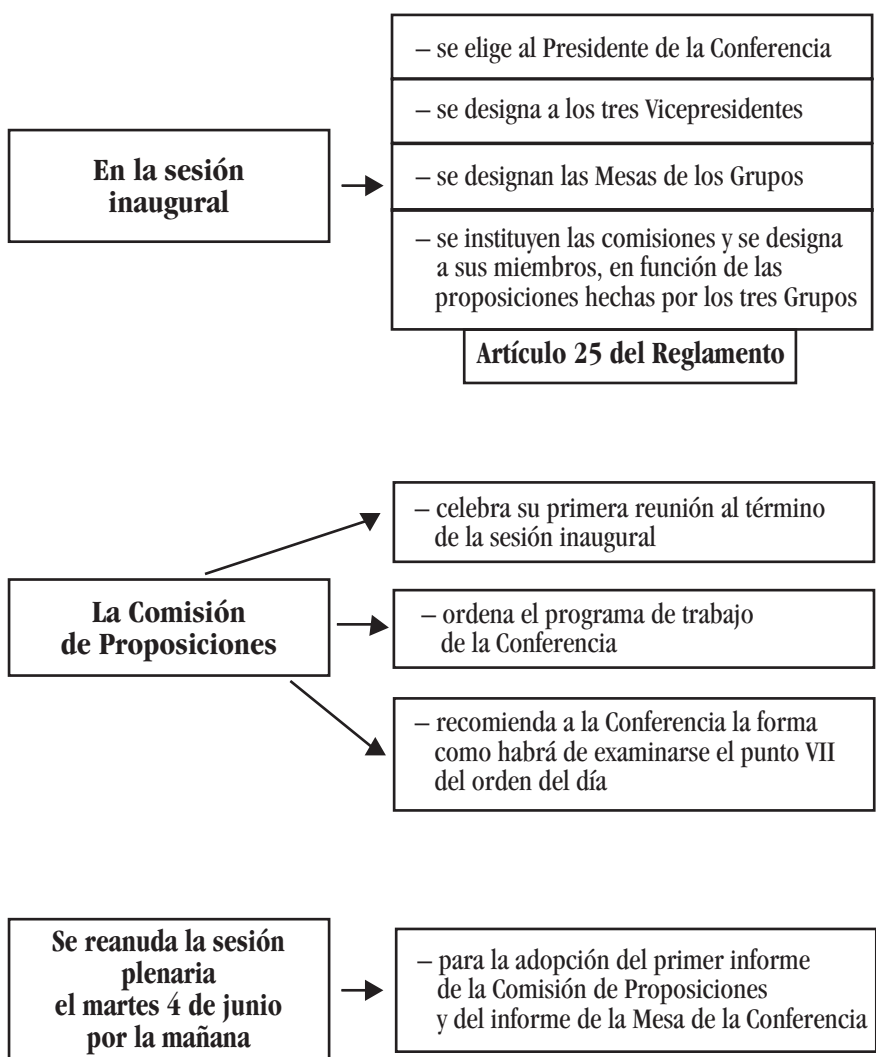 En la sesión
inaugural
– se elige al Presidente de la Conferencia
– se designa a los tres Vicepresidentes
– se designan las Mesas de los Grupos
– se instituyen las comisiones y se designa
a sus miembros, en función de las
proposiciones hechas por los tres Grupos
Artículo 25 del Reglamento
La Comisión
de Proposiciones
– celebra su primera reunión al término
de la sesión inaugural
– ordena el programa de trabajo
de la Conferencia
– recomienda a la Conferencia la forma
como habrá de examinarse el punto VII
del orden del día
Se reanuda la sesión
plenaria
el martes 4 de junio
por la mañana
– para la adopción del primer informe
de la Comisión de Proposiciones
y del informe de la Mesa de la Conferencia